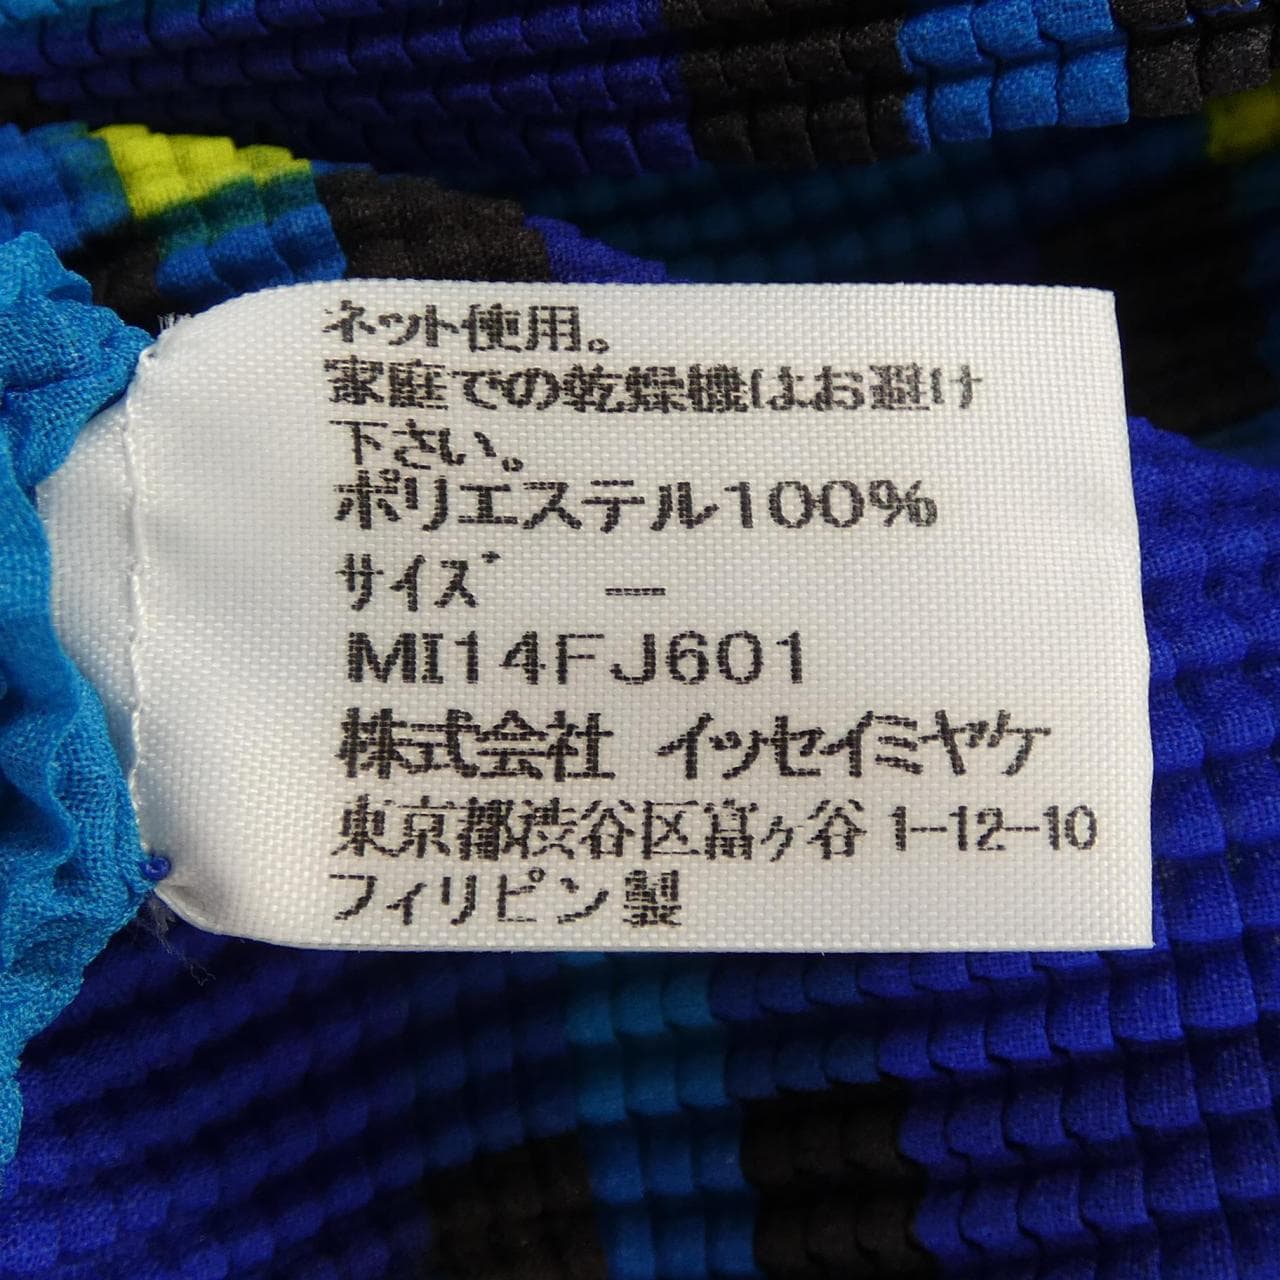 ネット使用。
家庭での乾燥機はお避け
下さい。
ポリエステル100%
サイズ －
MI14FJ601
株式会社 イッセイミヤケ
東京都渋谷区富ヶ谷 1-12-10
フィリピン製